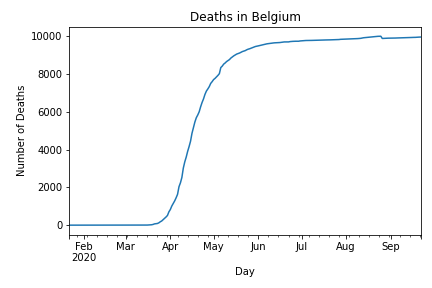 Deaths in Belgium
10000
8000
6000
4000
2000
0
Number of Deaths
Feb Mar Apr May Jun Jul Aug Sep
2020
Day